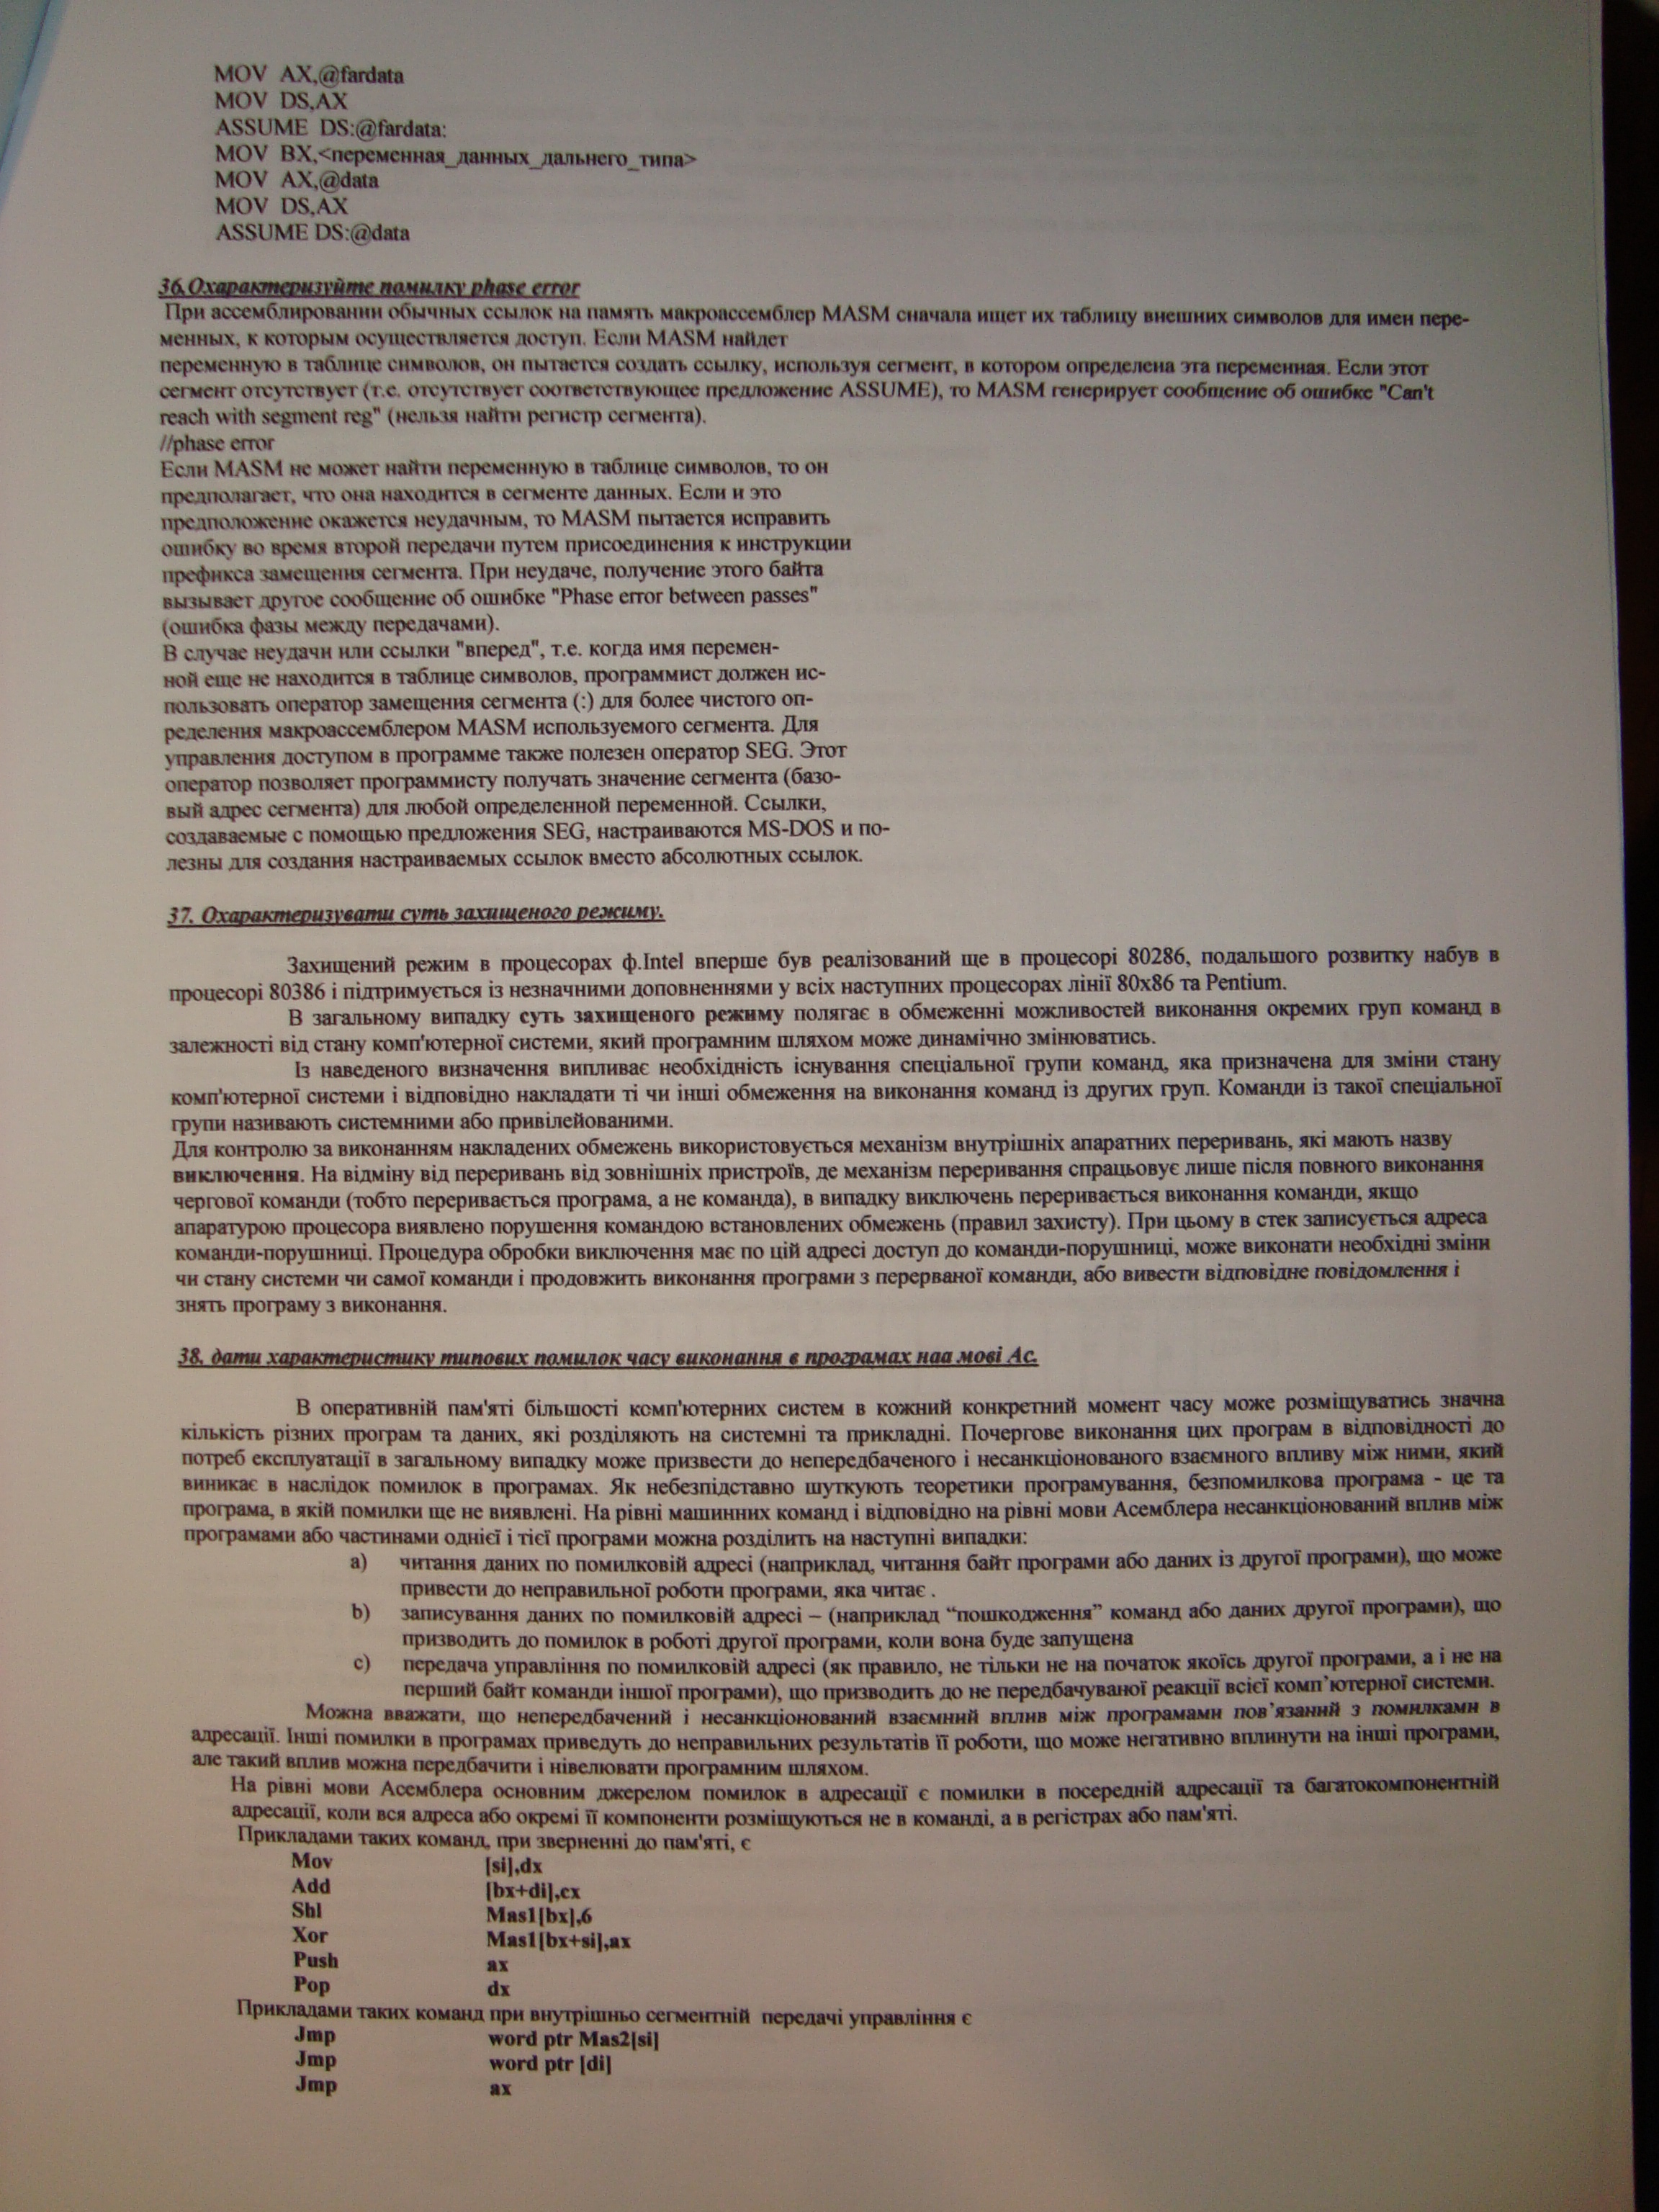 MOV AX,@fardata
MOV DS,AX
ASSUME DS:@fardata:
MOV BX,<переменная_данных_дальнего_типа>
MOV AX,@data
MOV DS,AX
ASSUME DS:@data
36.Охарактеризуйте помилку phase error
При ассемблировании обычных ссылок на память макроассемблер MASM сначала ищет их таблицу внешних символов для имен пере-
менных, к которым осуществляется доступ. Если MASM найдет
переменную в таблице символов, он пытается создать ссылку, используя сегмент, в котором определена эта переменная. Если этот
сегмент отсутствует (т.е. отсутствует соответствующее предложение ASSUME), то MASM генерирует сообщение об ошибке "Can't
reach with segment reg" (нельзя найти регистр сегмента).
//phase error
Если MASM не может найти переменную в таблице символов, то он
предполагает, что она находится в сегменте данных. Если и это
предположение окажется неудачным, то MASM пытается исправить
ошибку во время второй передачи путем присоединения к инструкции
префикса замещения сегмента. При неудаче, получение этого байта
вызывает другое сообщение об ошибке "Phase error between passes"
(ошибка фазы между передачами).
В случае неудачи или ссылки "вперед", т.е. когда имя перемен-
ной еще не находится в таблице символов, программист должен ис-
пользовать оператор замещения сегмента (:) для более чистого оп-
ределения макроассемблером MASM используемого сегмента. Для
управления доступом в программе также полезен оператор SEG. Этот
оператор позволяет программисту получать значение сегмента (базо-
вый адрес сегмента) для любой определенной переменной. Ссылки,
создаваемые с помощью предложения SEG, настраиваются MS-DOS и по-
лезны для создания настраиваемых ссылок вместо абсолютных ссылок.
37. Охарактеризувати суть захищеного режиму.
Захищений режим в процесорах ф.Intel вперше був реалізований ще в процесорі 80286, подальшого розвитку набув в
процесорі 80386 і підтримується із незначними доповненнями у всіх наступних процесорах лінії 80х86 та Pentium.
В загальному випадку суть захищеного режиму полягає в обмеженні можливостей виконання окремих груп команд в
залежності від стану комп'ютерної системи, який програмним шляхом може динамічно змінюватись.
Із наведеного визначення випливає необхідність існування спеціальної групи команд, яка призначена для зміни стану
комп'ютерної системи і відповідно накладати ті чи інші обмеження на виконання команд із других груп. Команди із такої спеціальної
групи називають системними або привілейованими.
Для контролю за виконанням накладених обмежень використовується механізм внутрішніх апаратних переривань, які мають назву
виключення. На відміну від переривань від зовнішніх пристроїв, де механізм переривання спрацьовує лише після повного виконання
чергової команди (тобто переривається програма, а не команда), в випадку виключень переривається виконання команди, якщо
апаратурою процесора виявлено порушення командою встановлених обмежень (правил захисту). При цьому в стек записується адреса
команди-порушниці. Процедура обробки виключення має по цій адресі доступ до команди-порушниці, може виконати необхідні зміни
чи стану системи чи самої команди і продовжить виконання програми з перерваної команди, або вивести відповідне повідомлення і
знять програму з виконання.
38. дати характеристику типових помилок часу виконання в програмах наа мові Ас.
В оперативній пам'яті більшості комп'ютерних систем в кожний конкретний момент часу може розміщуватись значна
кількість різних програм та даних, які розділяють на системні та прикладні. Почергове виконання цих програм в відповідності до
потреб експлуатації в загальному випадку може призвести до непередбаченого і несанкціонованого взаємного впливу між ними, який
виникає в наслідок помилок в програмах. Як небезпідставно шуткують теоретики програмування, безпомилкова програма - це та
програма, в якій помилки ще не виявлені. На рівні машинних команд і відповідно на рівні мови Асемблера несанкціонований вплив між
програмами або частинами однієї і тієї програми можна розділить на наступні випадки:
a) читання даних по помилковій адресі (наприклад, читання байт програми або даних із другої програми), що може
привести до неправильної роботи програми, яка читає .
b) записування даних по помилковій адресі – (наприклад “пошкодження” команд або даних другої програми), що
призводить до помилок в роботі другої програми, коли вона буде запущена
c) передача управління по помилковій адресі (як правило, не тільки не на початок якоїсь другої програми, а і не на
перший байт команди іншої програми), що призводить до не передбачуваної реакції всієї комп’ютерної системи.
Можна вважати, що непередбачений і несанкціонований взаємний вплив між програмами пов’язаний з помилками в
адресації. Інші помилки в програмах приведуть до неправильних результатів її роботи, що може негативно вплинути на інші програми,
але такий вплив можна передбачити і нівелювати програмним шляхом.
На рівні мови Асемблера основним джерелом помилок в адресації є помилки в посередній адресації та багатокомпонентній
адресації, коли вся адреса або окремі її компоненти розміщуються не в команді, а в регістрах або пам'яті.
Прикладами таких команд, при зверненні до пам'яті, є
Mov [si],dx
Add [bx+di],cx
Shl Mas1[bx],6
Xor Mas1[bx+si],ax
Push ax
Pop dx
Прикладами таких команд при внутрішньо сегментній передачі управління є
Jmp word ptr Mas2[si]
Jmp word ptr [di]
Jmp ax